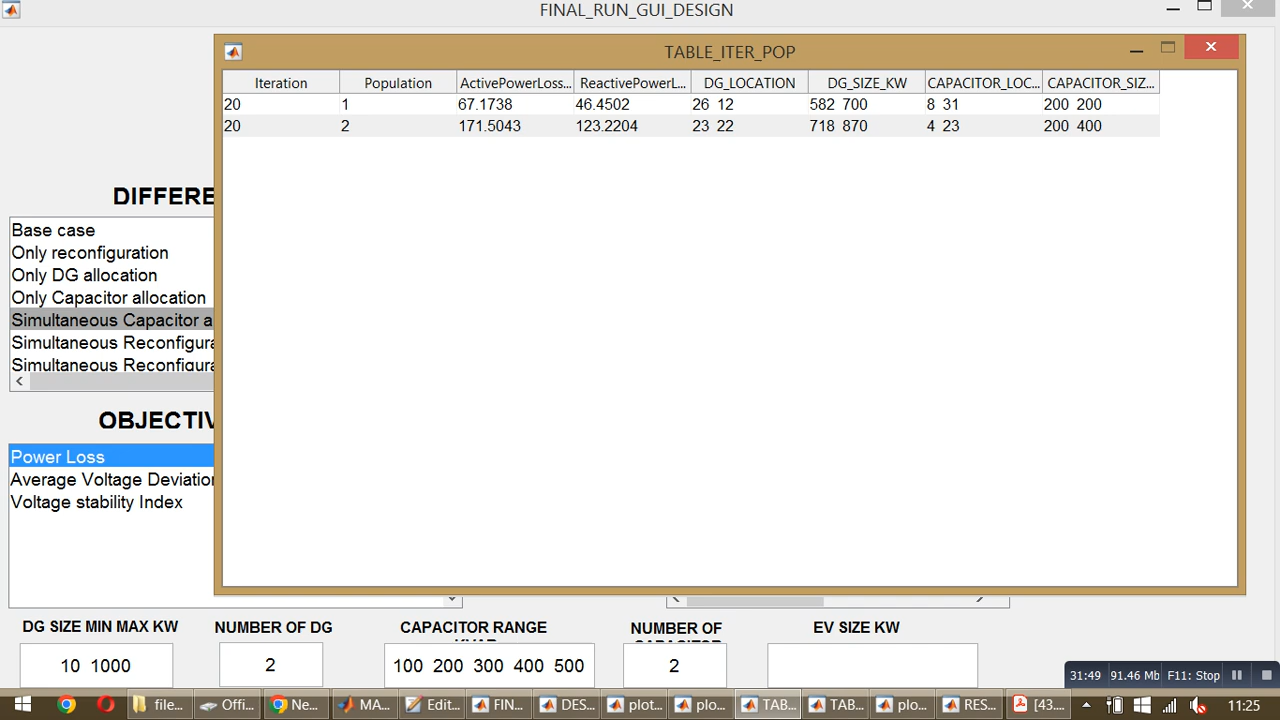 FINAL_RUN_GUI_DESIGN
TABLE_ITER_POP
Iteration Population ActivePowerLoss... ReactivePowerL... DG_LOCATION DG_SIZE_KW CAPACITOR_LOC... CAPACITOR_SIZ...
20 1 67.1738 46.4502 26 12 582 700 8 31 200 200
20 2 171.5043 123.2204 23 22 718 870 4 23 200 400
DIFFERE
Base case
Only reconfiguration
Only DG allocation
Only Capacitor allocation
Simultaneous Capacitor a
Simultaneous Reconfigura
Simultaneous Reconfigura
OBJECTIV
Power Loss
Average Voltage Deviation
Voltage stability Index
DG SIZE MIN MAX KW NUMBER OF DG CAPACITOR RANGE KVAR NUMBER OF CAPACITOR EV SIZE KW
10 1000 2 100 200 300 400 500 2
31:49 91.46 Mb F11: Stop
file... Offi... Ne... MA... Edit... FIN... DES... plot... plo... TAB... TAB... plo... RES... [43... 11:25